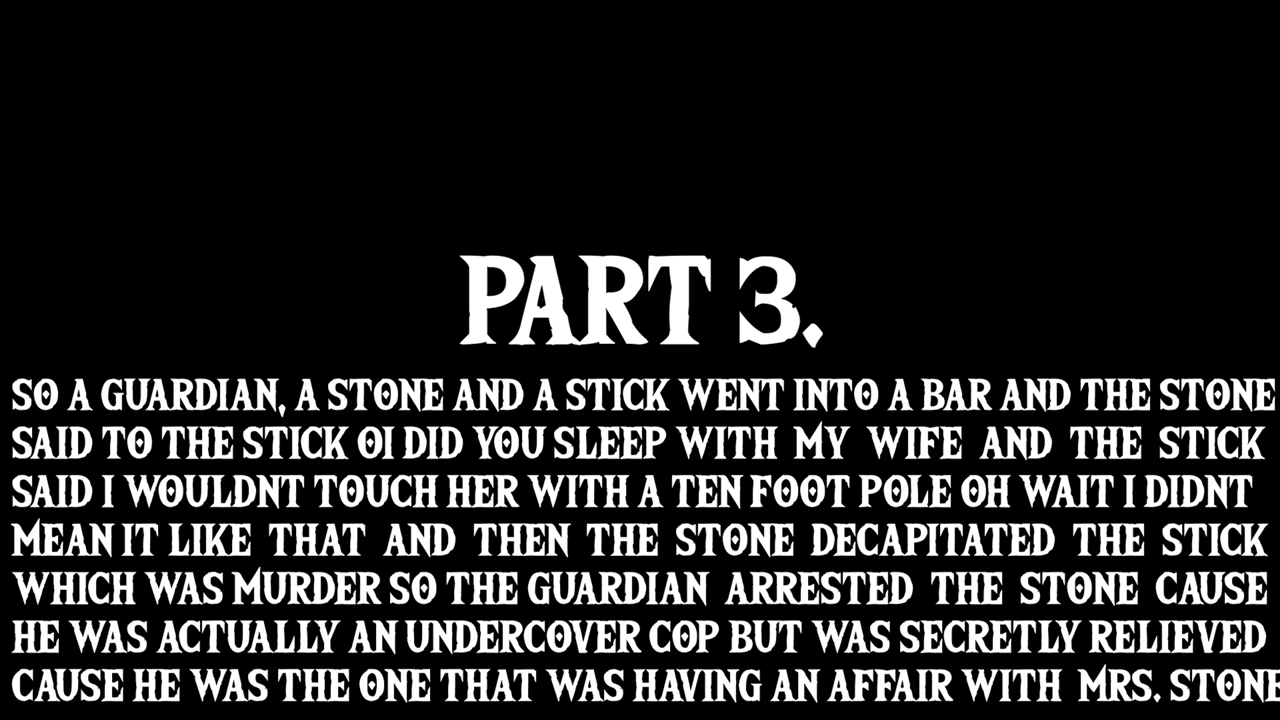 PART 3.
SO A GUARDIAN, A STONE AND A STICK WENT INTO A BAR AND THE STONE
SAID TO THE STICK OI DID YOU SLEEP WITH MY WIFE AND THE STICK
SAID I WOULDNT TOUCH HER WITH A TEN FOOT POLE OH WAIT I DIDNT
MEAN IT LIKE THAT AND THEN THE STONE DECAPITATED THE STICK
WHICH WAS MURDER SO THE GUARDIAN ARRESTED THE STONE CAUSE
HE WAS ACTUALLY AN UNDERCOVER COP BUT WAS SECRETLY RELIEVED
CAUSE HE WAS THE ONE THAT WAS HAVING AN AFFAIR WITH MRS. STONE